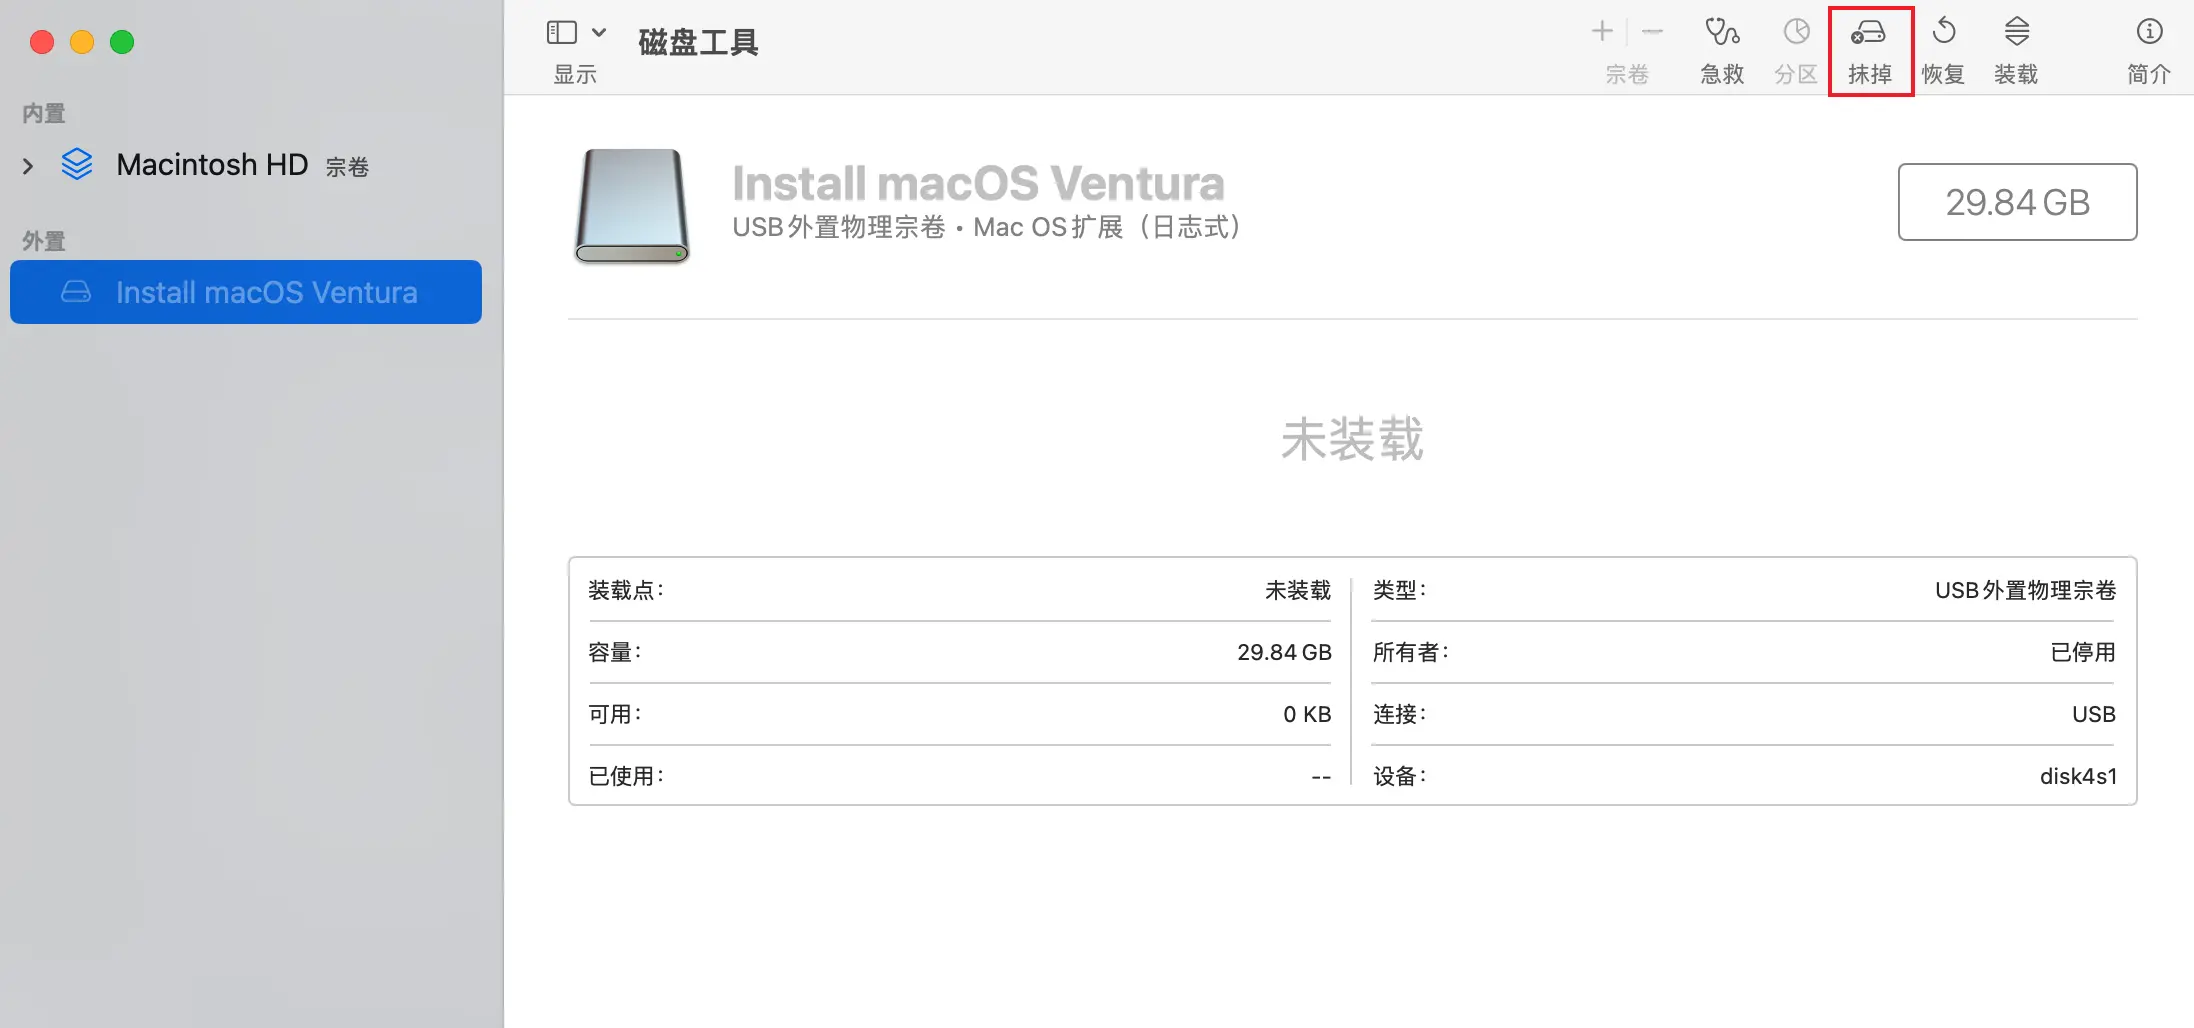 显示
磁盘工具
宗卷
急救
分区
抹掉
恢复
装载
简介
内置
Macintosh HD 宗卷
外置
Install macOS Ventura
Install macOS Ventura
USB外置物理宗卷 • Mac OS扩展（日志式）
29.84 GB
未装载
装载点： 未装载
容量： 29.84 GB
可用： 0 KB
已使用： --
类型： USB外置物理宗卷
所有者： 已停用
连接： USB
设备： disk4s1